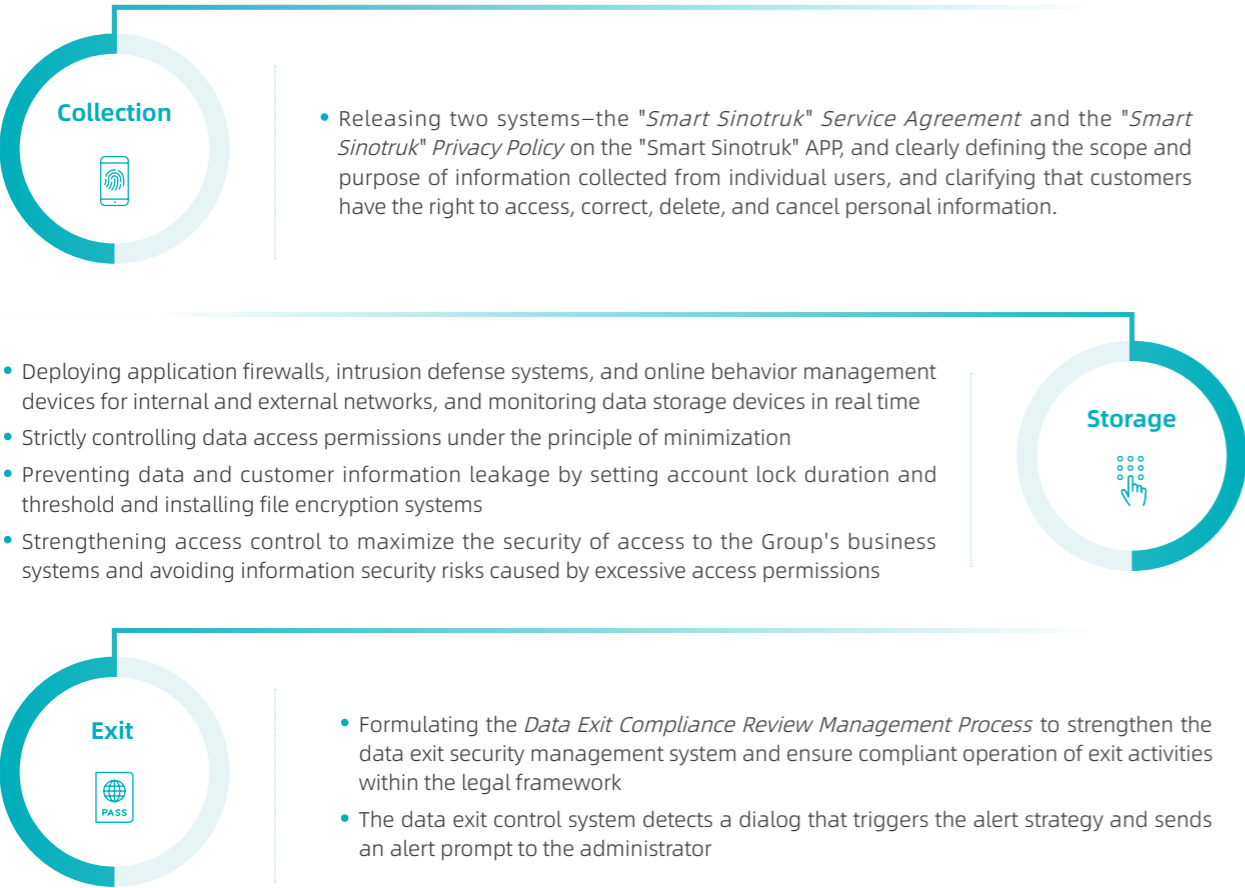 Collection
• Releasing two systems—the "Smart Sinotruk" Service Agreement and the "Smart
Sinotruk" Privacy Policy on the "Smart Sinotruk" APP, and clearly defining the scope and
purpose of information collected from individual users, and clarifying that customers
have the right to access, correct, delete, and cancel personal information.
• Deploying application firewalls, intrusion defense systems, and online behavior management
devices for internal and external networks, and monitoring data storage devices in real time
• Strictly controlling data access permissions under the principle of minimization
• Preventing data and customer information leakage by setting account lock duration and
threshold and installing file encryption systems
• Strengthening access control to maximize the security of access to the Group's business
systems and avoiding information security risks caused by excessive access permissions
Storage
Exit
PASS
• Formulating the Data Exit Compliance Review Management Process to strengthen the
data exit security management system and ensure compliant operation of exit activities
within the legal framework
• The data exit control system detects a dialog that triggers the alert strategy and sends
an alert prompt to the administrator